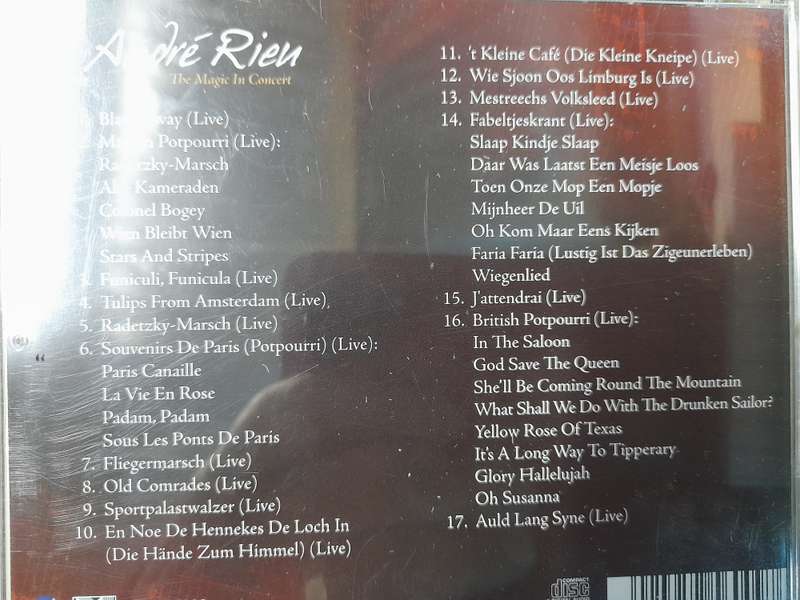 André Rieu
The Magic In Concert
1. Bla away (Live)
2. Ma Potpourri (Live):
Radetzky-Marsch
Alte Kameraden
Colonel Bogey
Wien Bleibt Wien
Stars And Stripes
3. Funiculi, Funicula (Live)
4. Tulips From Amsterdam (Live)
5. Radetzky-Marsch (Live)
6. Souvenirs De Paris (Potpourri) (Live):
Paris Canaille
La Vie En Rose
Padam, Padam
Sous Les Ponts De Paris
7. Fliegermarsch (Live)
8. Old Comrades (Live)
9. Sportpalastwalzer (Live)
10. En Noe De Hennekes De Loch In
(Die Hände Zum Himmel) (Live)
11. 't Kleine Café (Die Kleine Kneipe) (Live)
12. Wie Sjoon Oos Limburg Is (Live)
13. Mestreechs Volksleed (Live)
14. Fabeltjeskrant (Live):
Slaap Kindje Slaap
Daar Was Laatst Een Meisje Loos
Toen Onze Mop Een Mopje
Mijnheer De Uil
Oh Kom Maar Eens Kijken
Faria Faria (Lustig Ist Das Zigeunerleben)
Wiegenlied
15. J'attendrai (Live)
16. British Potpourri (Live):
In The Saloon
God Save The Queen
She'll Be Coming Round The Mountain
What Shall We Do With The Drunken Sailor?
Yellow Rose Of Texas
It's A Long Way To Tipperary
Glory Hallelujah
Oh Susanna
17. Auld Lang Syne (Live)
COMPACT
disc